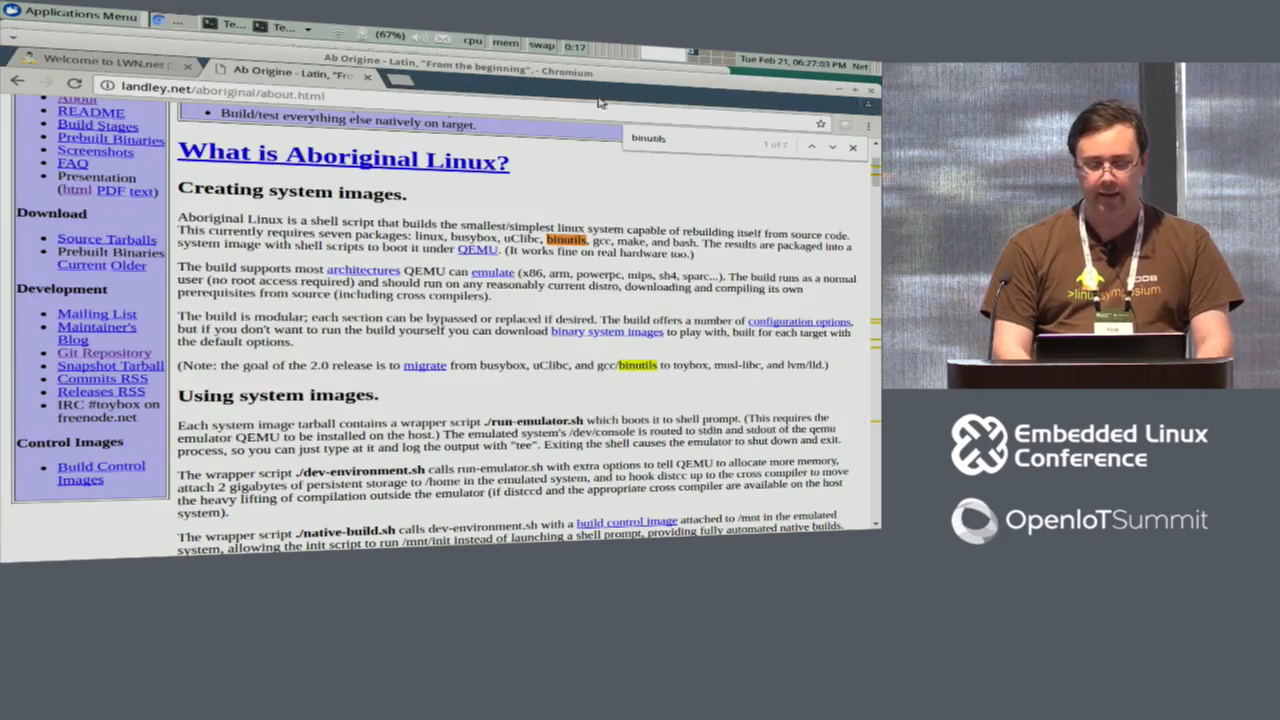 Applications Menu
...
Te...
Te...
(67%)
cpu
mem
swap
0:17
Tue Feb 21, 06:27:03 PM
Net
Ab Origine - Latin, "From the beginning". - Chromium
Welcome to LWN.net [
Ab Origine - Latin, "Fro
landley.net/aboriginal/about.html
binutils
1 of 7
About
README
Build Stages
Prebuilt Binaries
Screenshots
FAQ
Presentation
(html PDF text)
Download
Source Tarballs
Prebuilt Binaries
Current Older
Development
Mailing List
Maintainer's
Blog
Git Repository
Snapshot Tarball
Commits RSS
Releases RSS
IRC #toybox on
freenode.net
Control Images
Build Control
Images
Build/test everything else natively on target.
What is Aboriginal Linux?
Creating system images.
Aboriginal Linux is a shell script that builds the smallest/simplest linux system capable of rebuilding itself from source code.
This currently requires seven packages: linux, busybox, uClibc, binutils, gcc, make, and bash. The results are packaged into a
system image with shell scripts to boot it under QEMU. (It works fine on real hardware too.)
The build supports most architectures QEMU can emulate (x86, arm, powerpc, mips, sh4, sparc...). The build runs as a normal
user (no root access required) and should run on any reasonably current distro, downloading and compiling its own
prerequisites from source (including cross compilers).
The build is modular; each section can be bypassed or replaced if desired. The build offers a number of configuration options,
but if you don't want to run the build yourself you can download binary system images to play with, built for each target with
the default options.
(Note: the goal of the 2.0 release is to migrate from busybox, uClibc, and gcc/binutils to toybox, musl-libc, and lvm/lld.)
Using system images.
Each system image tarball contains a wrapper script ./run-emulator.sh which boots it to shell prompt. (This requires the
emulator QEMU to be installed on the host.) The emulated system's /dev/console is routed to stdin and stdout of the qemu
process, so you can just type at it and log the output with "tee". Exiting the shell causes the emulator to shut down and exit.
The wrapper script ./dev-environment.sh calls run-emulator.sh with extra options to tell QEMU to allocate more memory,
attach 2 gigabytes of persistent storage to /home in the emulated system, and to hook distcc up to the cross compiler to move
the heavy lifting of compilation outside the emulator (if distccd and the appropriate cross compiler are available on the host
system).
The wrapper script ./native-build.sh calls dev-environment.sh with a build control image attached to /mnt in the emulated
system, allowing the init script to run /mnt/init instead of launching a shell prompt, providing fully automated native builds.
Embedded Linux
Conference
OpenIoTSummit